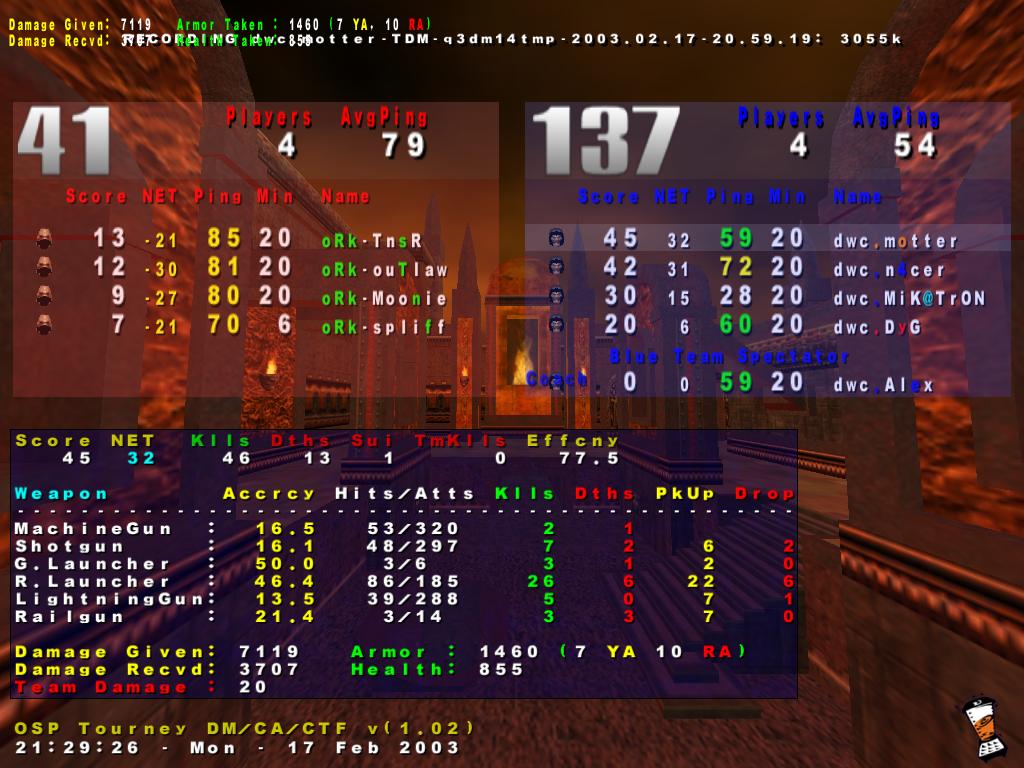 Damage Given: 7119 Armor Taken : 1460 (7 YA, 10 RA)
Damage Recvd: 3707 Health Taken: 855
RECORDING dwc.motter-TDM-q3dm14tmp-2003.02.17-20.59.19: 3055k
41 Players AvgPing
4 79
Score NET Ping Min Name
13 -21 85 20 oRk-TnsR
12 -30 81 20 oRk-ouTlaw
9 -27 80 20 oRk-Moonie
7 -21 70 6 oRk-spliff
137 Players AvgPing
4 54
Score NET Ping Min Name
45 32 59 20 dwc.motter
42 31 72 20 dwc.n4cer
30 15 28 20 dwc.MiK@TrON
20 6 60 20 dwc.DyG
Blue Team Spectator
Coach 0 0 59 20 dwc.Alex
Score NET Klls Dths Sui TmKlls Effcny
45 32 46 13 1 0 77.5
Weapon Accrcy Hits/Atts Klls Dths PkUp Drop
MachineGun : 16.5 53/320 2 1
Shotgun : 16.1 48/297 7 2 6 2
G.Launcher : 50.0 3/6 3 1 2 0
R.Launcher : 46.4 86/185 26 6 22 6
LightningGun: 13.5 39/288 5 0 7 1
Railgun : 21.4 3/14 3 3 7 0
Damage Given: 7119 Armor : 1460 (7 YA 10 RA)
Damage Recvd: 3707 Health: 855
Team Damage : 20
OSP Tourney DM/CA/CTF v(1.02)
21:29:26 - Mon - 17 Feb 2003